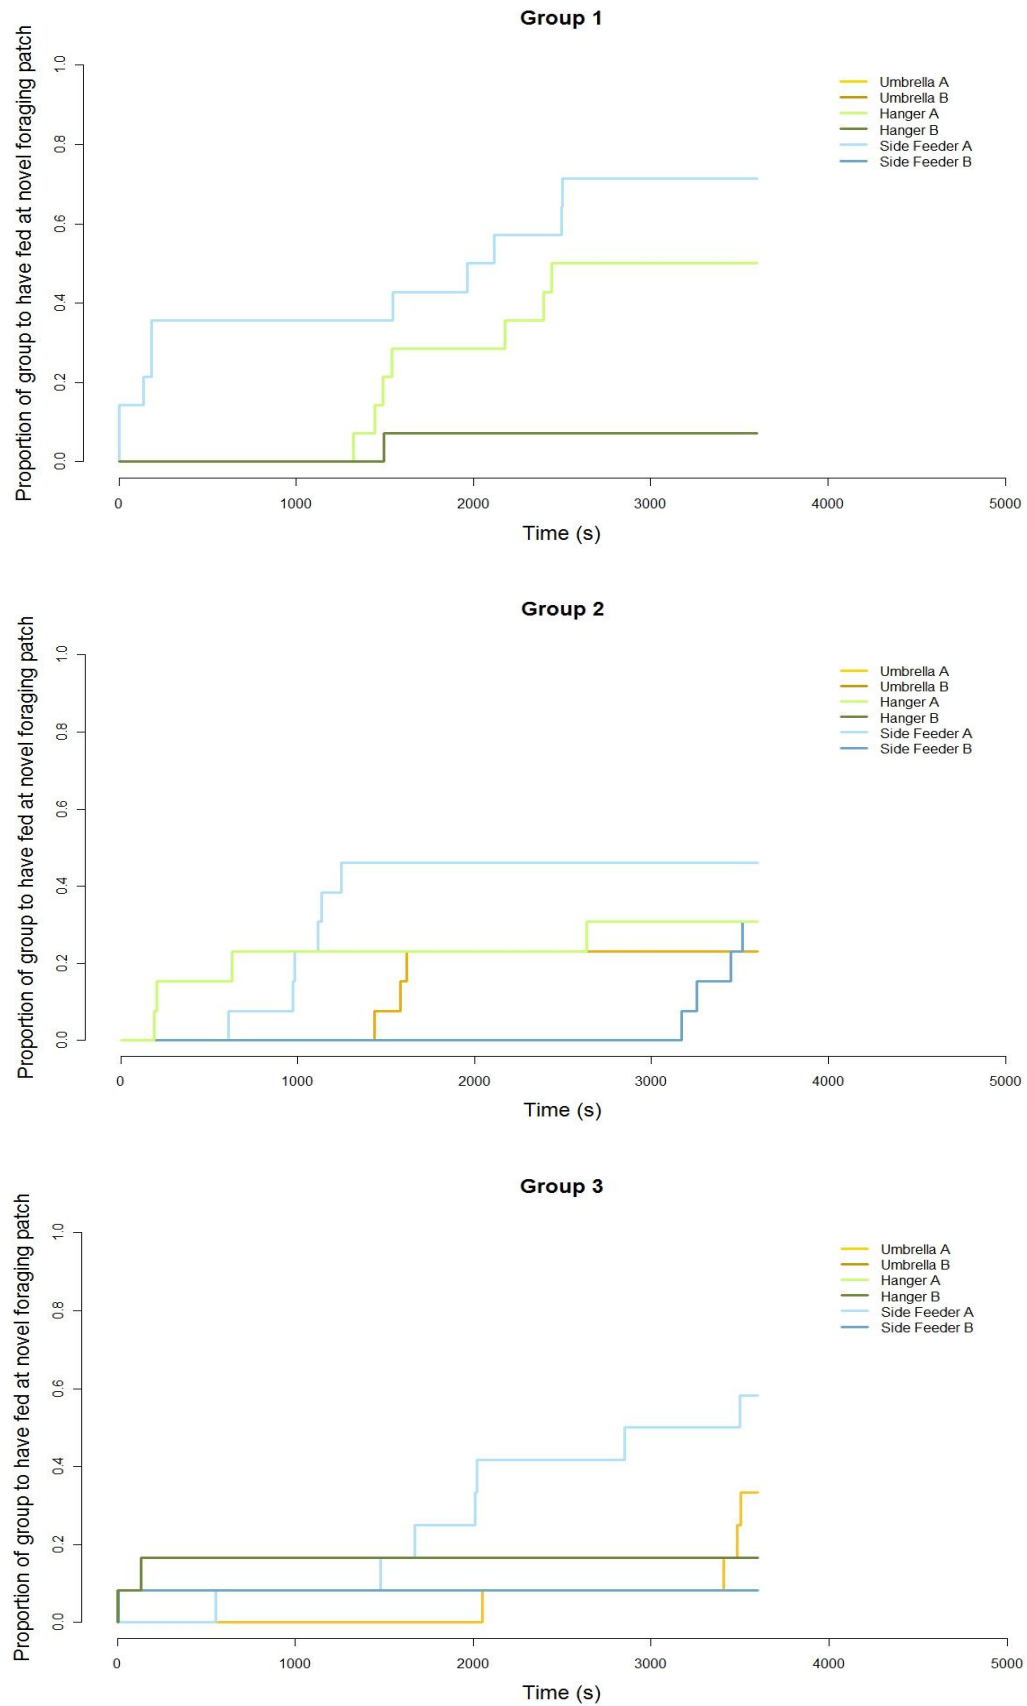 Group 1
Proportion of group to have fed at novel foraging patch
1.0
0.8
0.6
0.4
0.2
0.0
Umbrella A
Umbrella B
Hanger A
Hanger B
Side Feeder A
Side Feeder B
0 1000 2000 3000 4000 5000
Time (s)
Group 2
Proportion of group to have fed at novel foraging patch
1.0
0.8
0.6
0.4
0.2
0.0
Umbrella A
Umbrella B
Hanger A
Hanger B
Side Feeder A
Side Feeder B
0 1000 2000 3000 4000 5000
Time (s)
Group 3
Proportion of group to have fed at novel foraging patch
1.0
0.8
0.6
0.4
0.2
0.0
Umbrella A
Umbrella B
Hanger A
Hanger B
Side Feeder A
Side Feeder B
0 1000 2000 3000 4000 5000
Time (s)